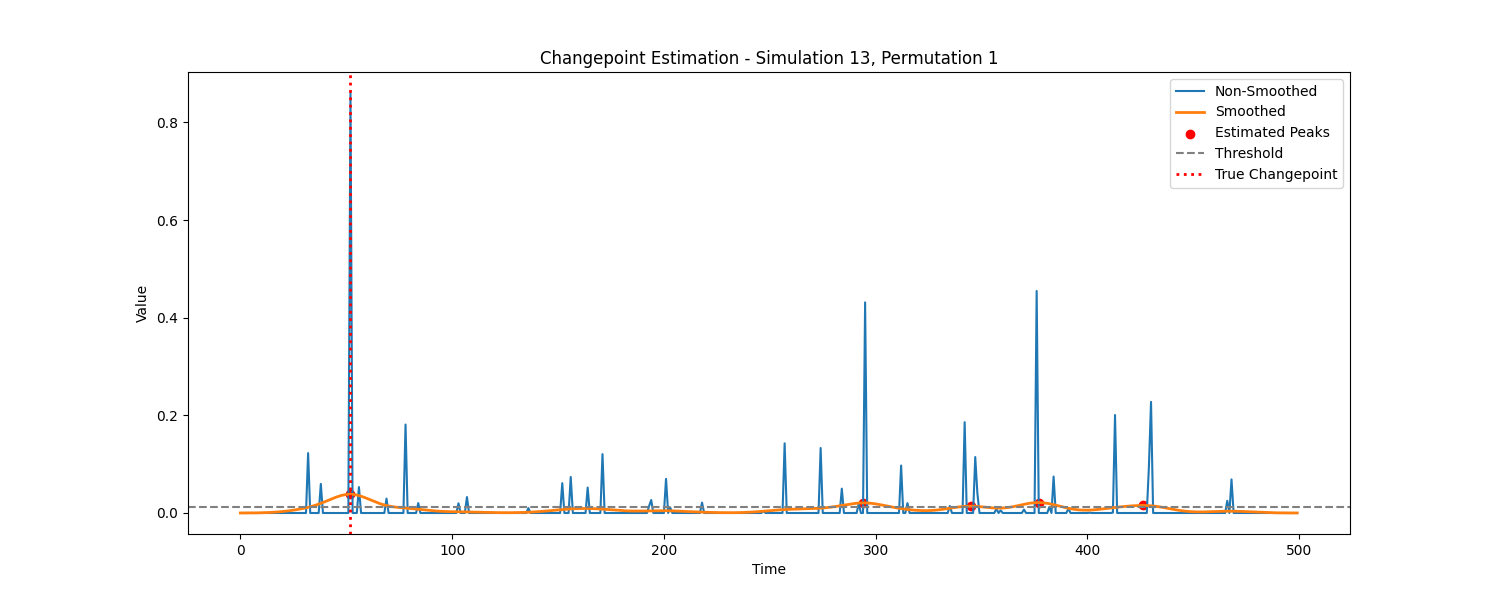 Changepoint Estimation - Simulation 13, Permutation 1
Non-Smoothed
Smoothed
Estimated Peaks
Threshold
True Changepoint
Value
0.8
0.6
0.4
0.2
0.0
0 100 200 300 400 500
Time